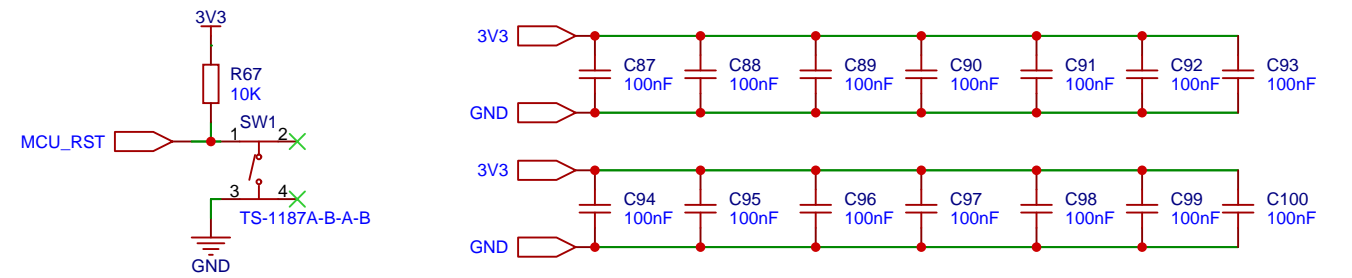 3V3
R67
10K
SW1
MCU_RST
1
2
3
4
TS-1187A-B-A-B
GND
3V3
C87
100nF
C88
100nF
C89
100nF
C90
100nF
C91
100nF
C92
100nF
C93
100nF
GND
3V3
C94
100nF
C95
100nF
C96
100nF
C97
100nF
C98
100nF
C99
100nF
C100
100nF
GND